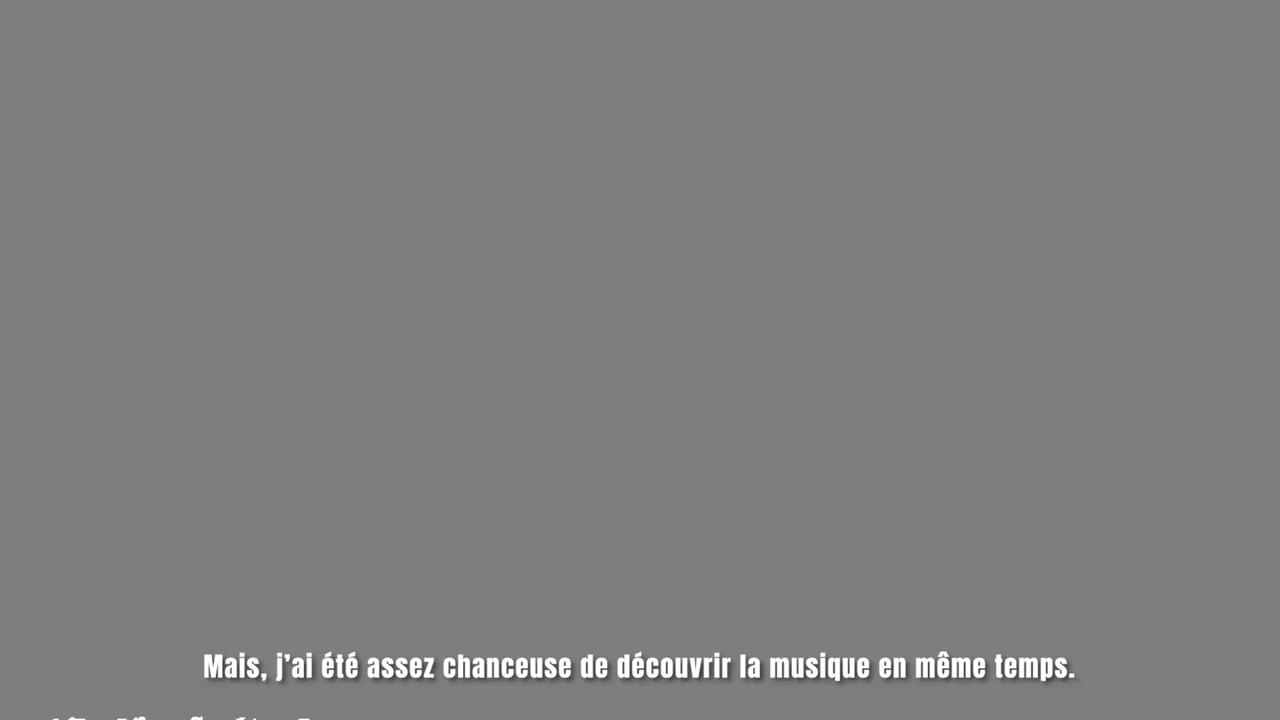 Mais, j’ai été assez chanceuse de découvrir la musique en même temps.